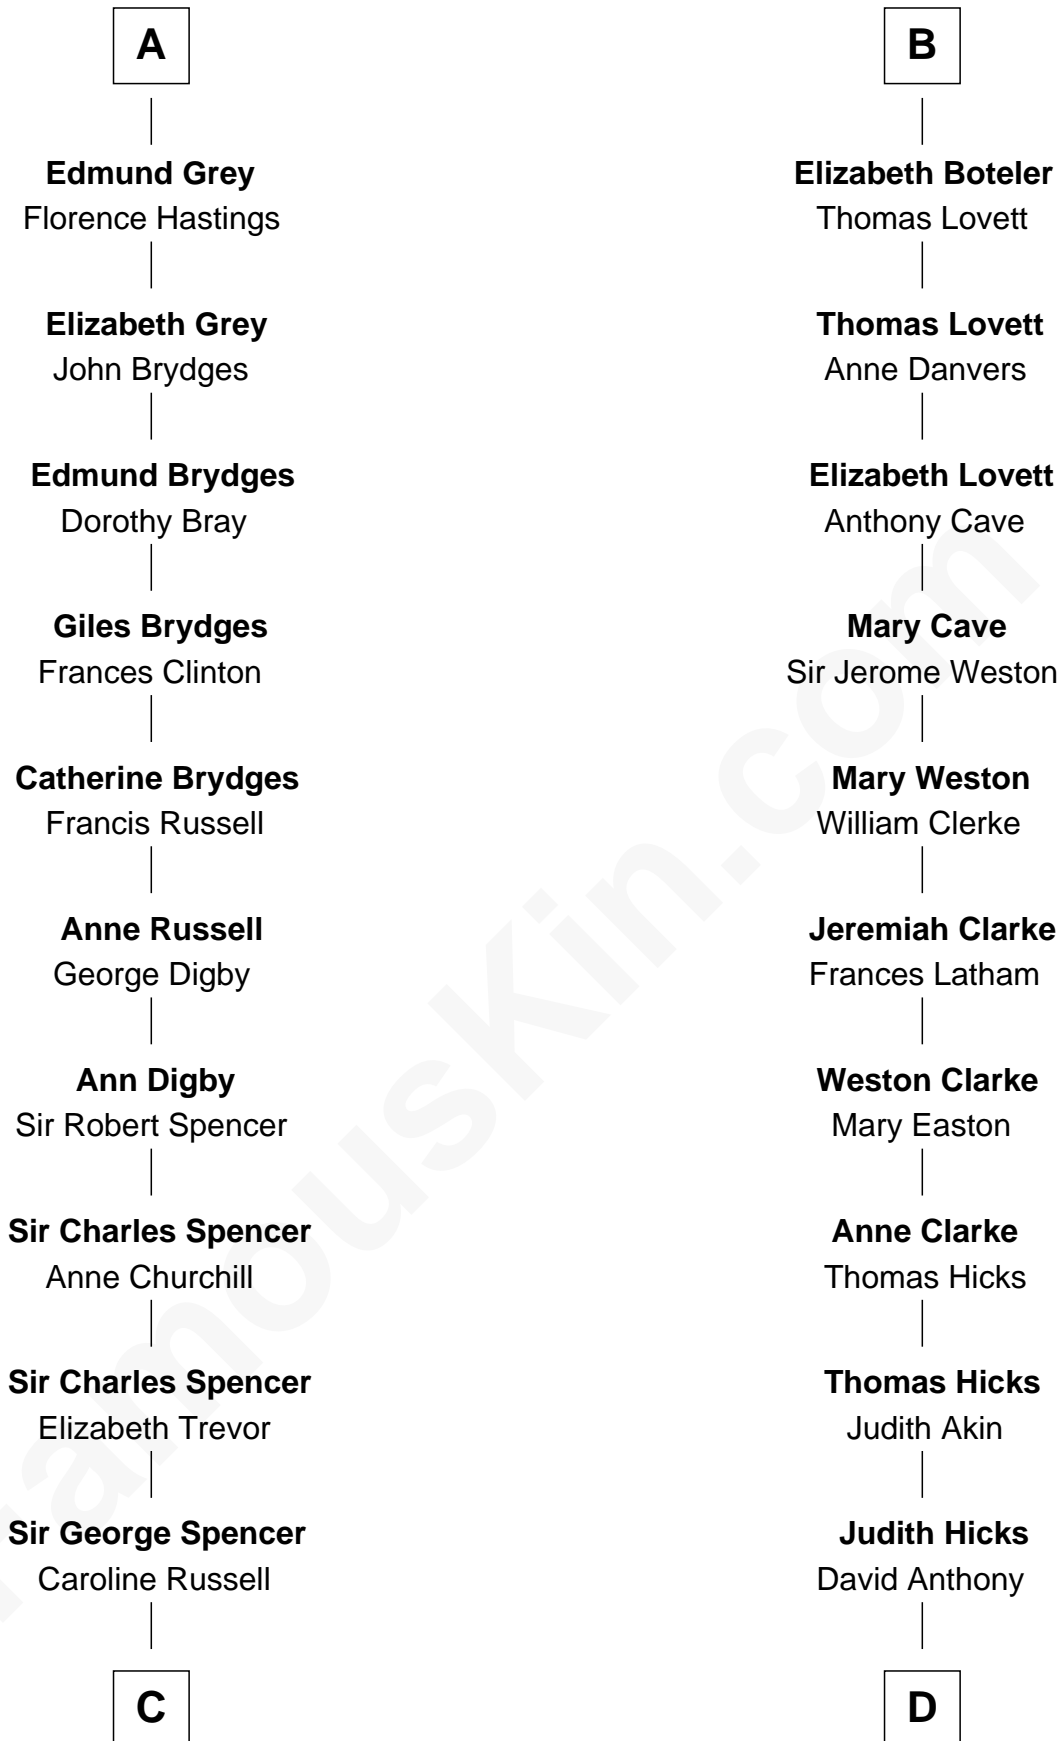 A
Edmund Grey
Florence Hastings
Elizabeth Grey
John Brydges
Edmund Brydges
Dorothy Bray
Giles Brydges
Frances Clinton
Catherine Brydges
Francis Russell
Anne Russell
George Digby
Ann Digby
Sir Robert Spencer
Sir Charles Spencer
Anne Churchill
Sir Charles Spencer
Elizabeth Trevor
Sir George Spencer
Caroline Russell
C
B
Elizabeth Boteler
Thomas Lovett
Thomas Lovett
Anne Danvers
Elizabeth Lovett
Anthony Cave
Mary Cave
Sir Jerome Weston
Mary Weston
William Clerke
Jeremiah Clarke
Frances Latham
Weston Clarke
Mary Easton
Anne Clarke
Thomas Hicks
Thomas Hicks
Judith Akin
Judith Hicks
David Anthony
D
FamousKin.com